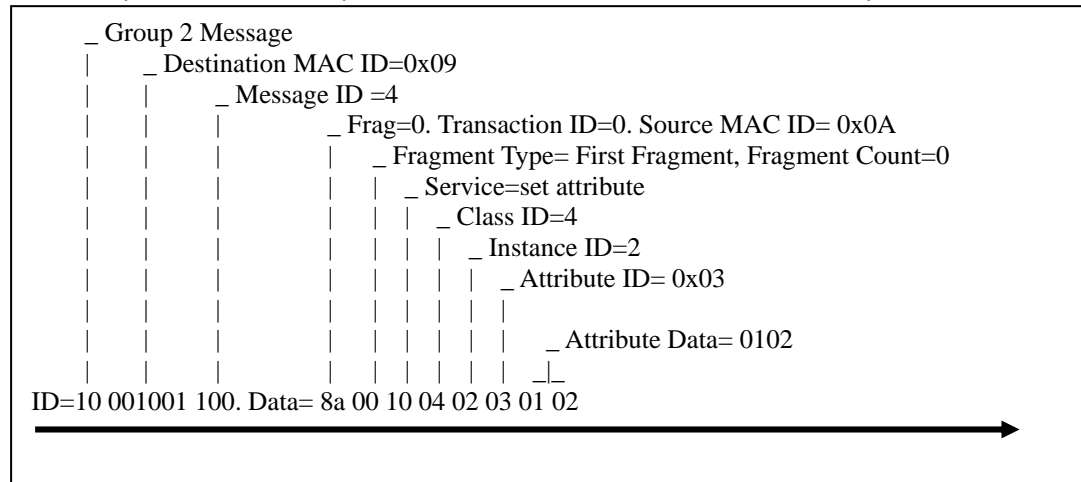 _ Group 2 Message
| _ Destination MAC ID=0x09
| | _ Message ID =4
| | | _ Frag=0. Transaction ID=0. Source MAC ID= 0x0A
| | | | _ Fragment Type= First Fragment, Fragment Count=0
| | | | | _ Service=set attribute
| | | | | | _ Class ID=4
| | | | | | | _ Instance ID=2
| | | | | | | | _ Attribute ID= 0x03
| | | | | | | | |
| | | | | | | | | _ Attribute Data= 0102
| | | | | | | | | _|_
ID=10 001001 100. Data= 8a 00 10 04 02 03 01 02